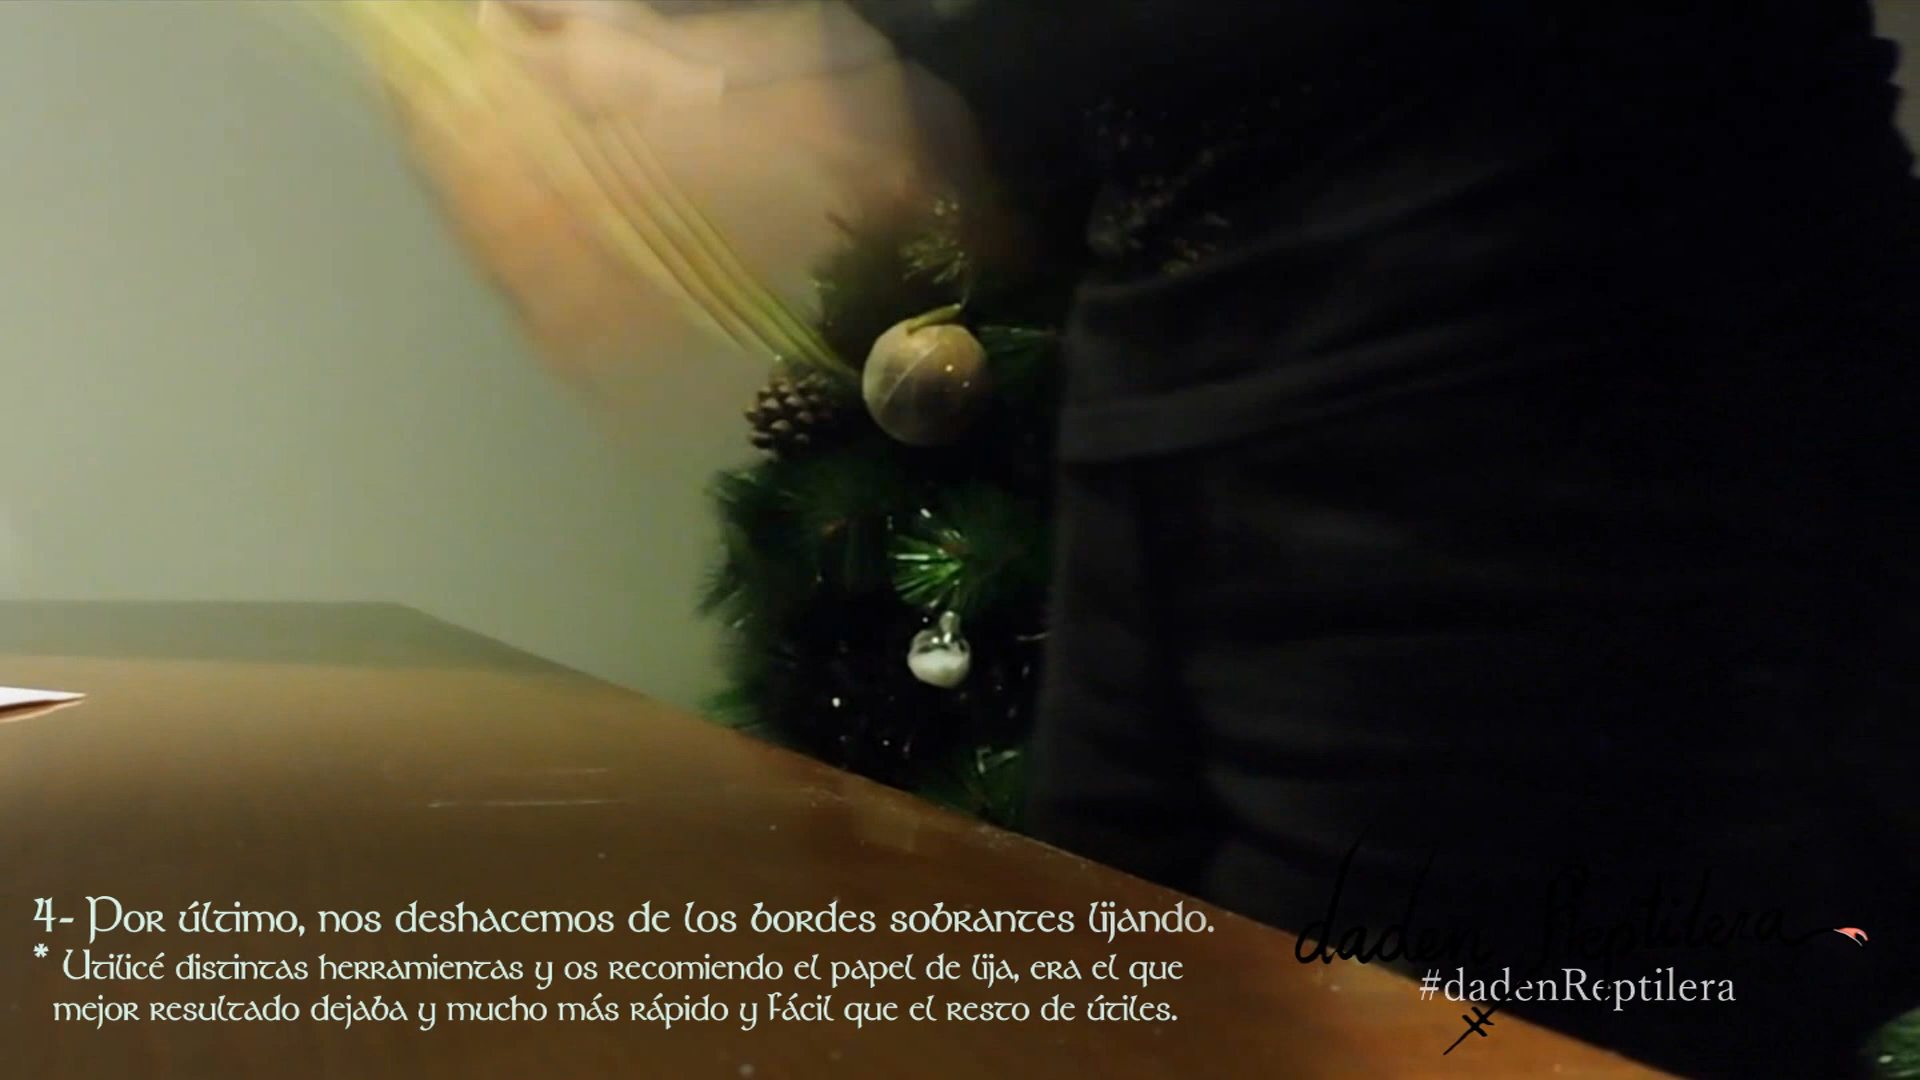 4- Por último, nos deshacemos de los bordes sobrantes lijando.
* Utilicé distintas herramientas y os recomiendo el papel de lija, era el que
mejor resultado dejaba y mucho más rápido y fácil que el resto de útiles.
daden Reptilera
#dadenReptilera